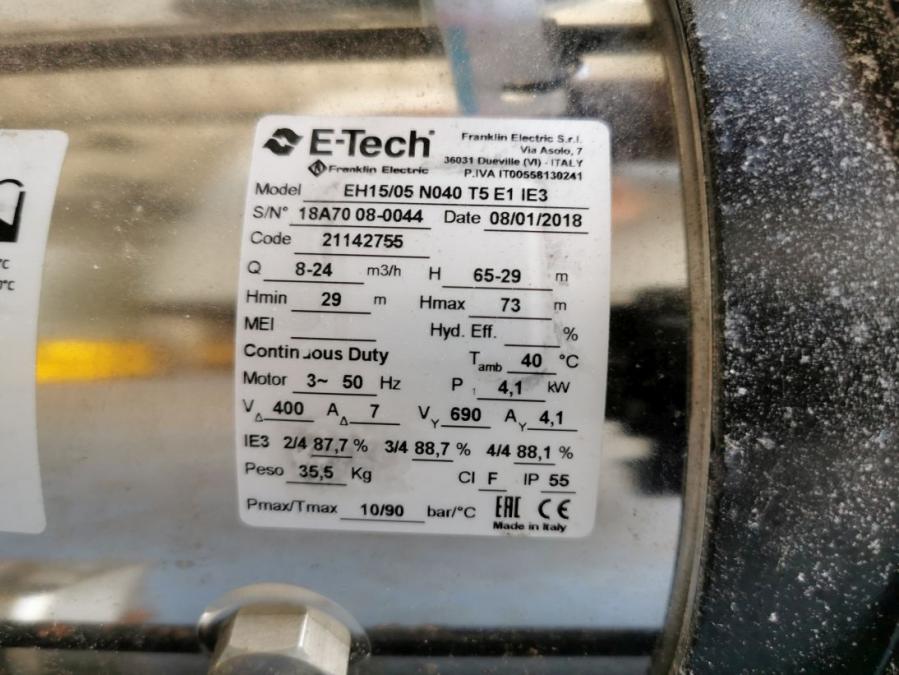 E-Tech
Franklin Electric
Franklin Electric S.r.l.
Via Asolo, 7
36031 Dueville (VI) - ITALY
P.IVA IT00558130241
Model EH15/05 N040 T5 E1 IE3
S/N° 18A70 08-0044 Date 08/01/2018
Code 21142755
Q 8-24 m3/h H 65-29 m
Hmin 29 m Hmax 73 m
MEI Hyd. Eff. %
Continuous Duty Tamb 40 °C
Motor 3~ 50 Hz P1 4,1 kW
VΔ 400 AΔ 7 VY 690 AY 4,1
IE3 2/4 87,7 % 3/4 88,7 % 4/4 88,1 %
Peso 35,5 Kg Cl F IP 55
Pmax/Tmax 10/90 bar/°C EAC CE
Made in Italy